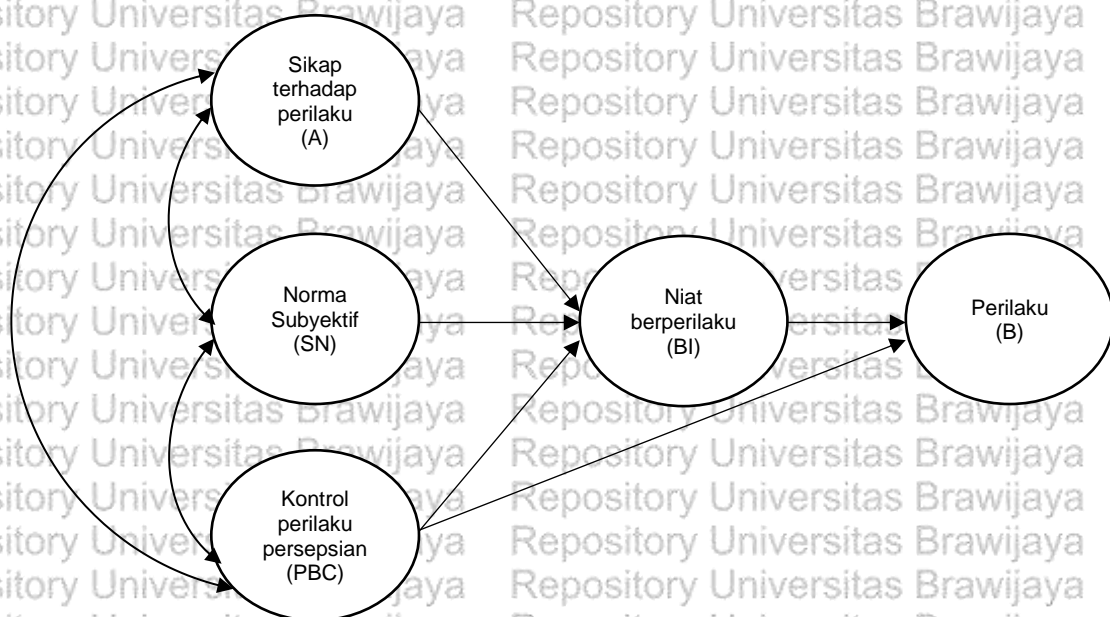 Sikap
terhadap
perilaku
(A)
Norma
Subyektif
(SN)
Kontrol
perilaku
persepsian
(PBC)
Niat
berperilaku
(BI)
Perilaku
(B)
Repository Universitas Brawijaya